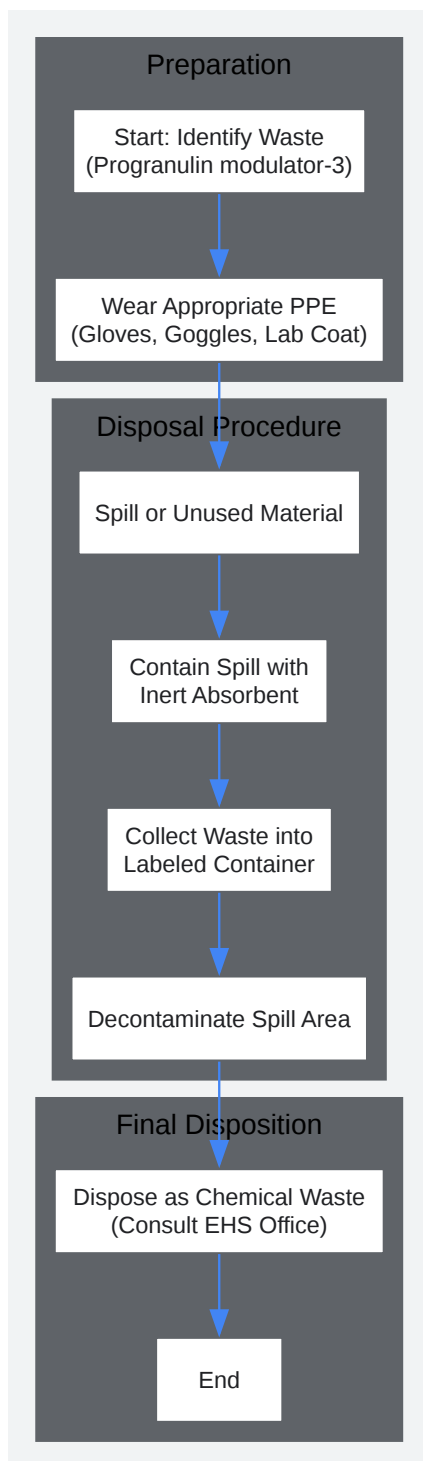 Preparation
Start: Identify Waste
(Progranulin modulator-3)
Wear Appropriate PPE
(Gloves, Goggles, Lab Coat)
Disposal Procedure
Spill or Unused Material
Contain Spill with
Inert Absorbent
Collect Waste into
Labeled Container
Decontaminate Spill Area
Final Disposition
Dispose as Chemical Waste
(Consult EHS Office)
End